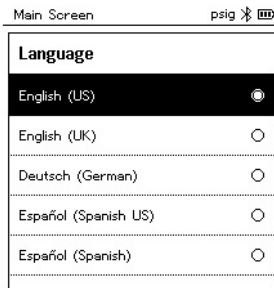 Main Screen psig
Language
English (US)
English (UK)
Deutsch (German)
Español (Spanish US)
Español (Spanish)